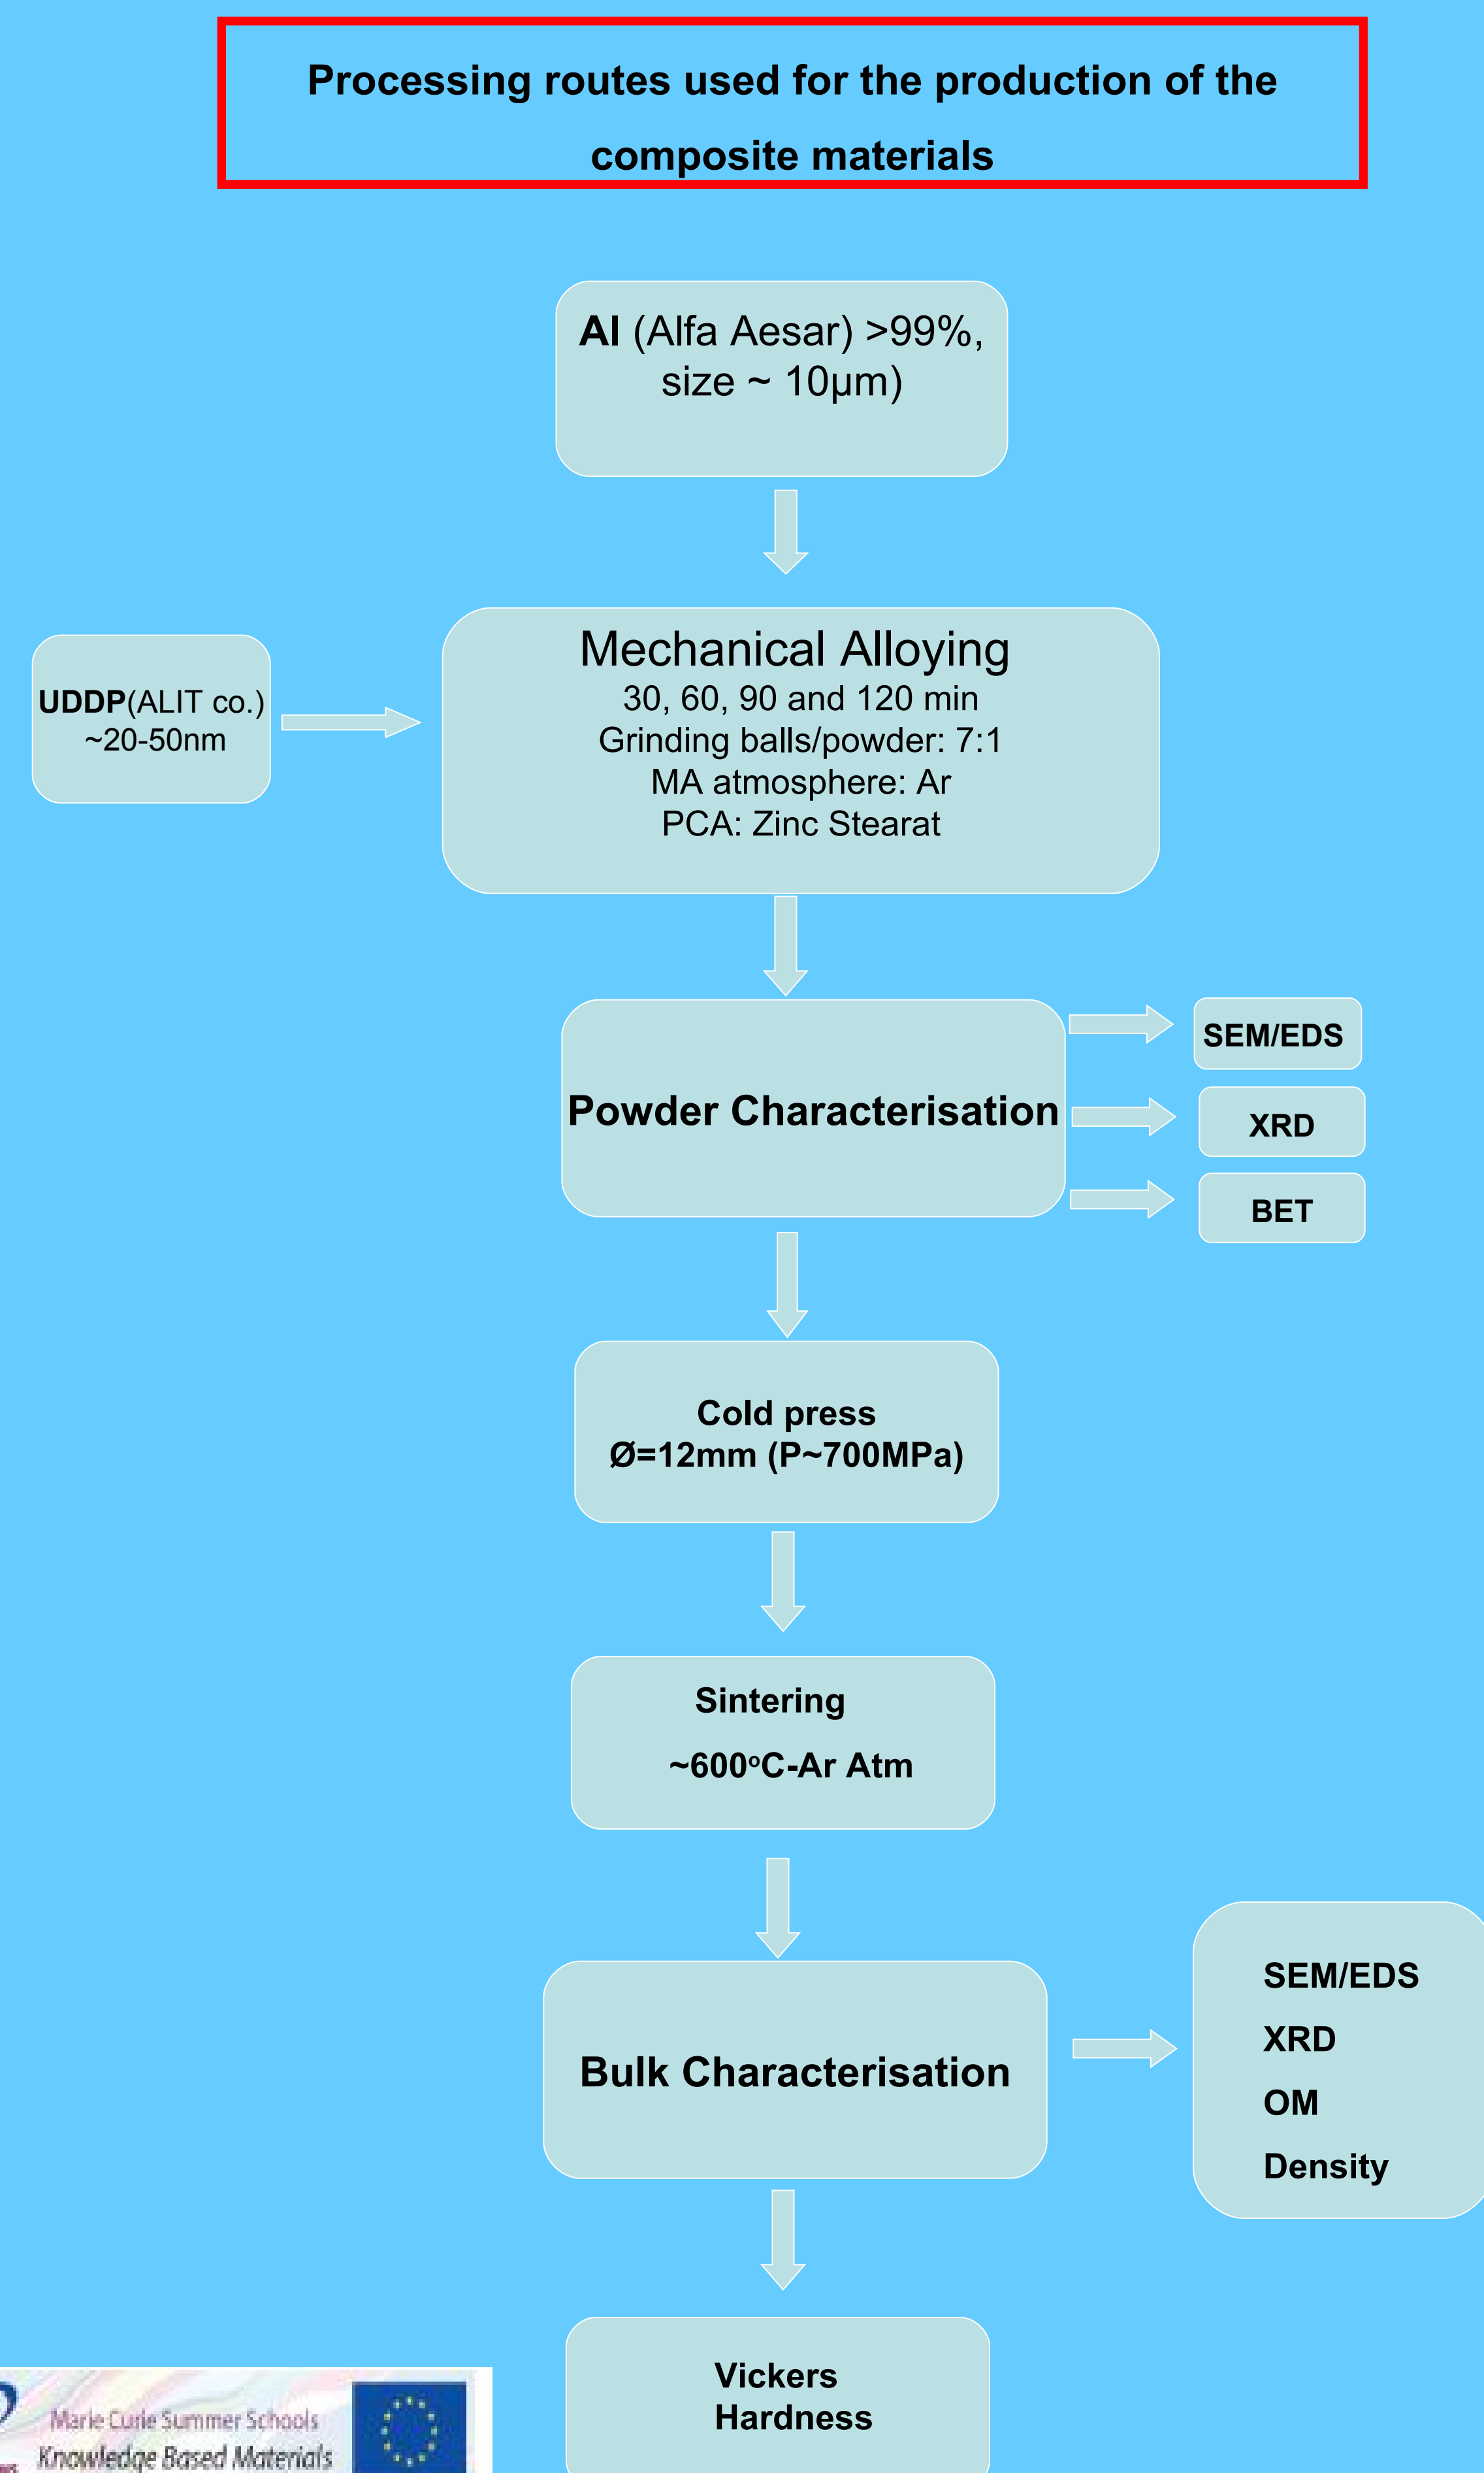 Processing routes used for the production of the
composite materials
Al (Alfa Aesar) >99%,
size ~ 10µm)
UDDP(ALIT co.)
~20-50nm
Mechanical Alloying
30, 60, 90 and 120 min
Grinding balls/powder: 7:1
MA atmosphere: Ar
PCA: Zinc Stearat
Powder Characterisation
SEM/EDS
XRD
BET
Cold press
Ø=12mm (P~700MPa)
Sintering
~600ºC-Ar Atm
Bulk Characterisation
SEM/EDS
XRD
OM
Density
Vickers
Hardness
Marie Curie Summer Schools
Knowledge Based Materials